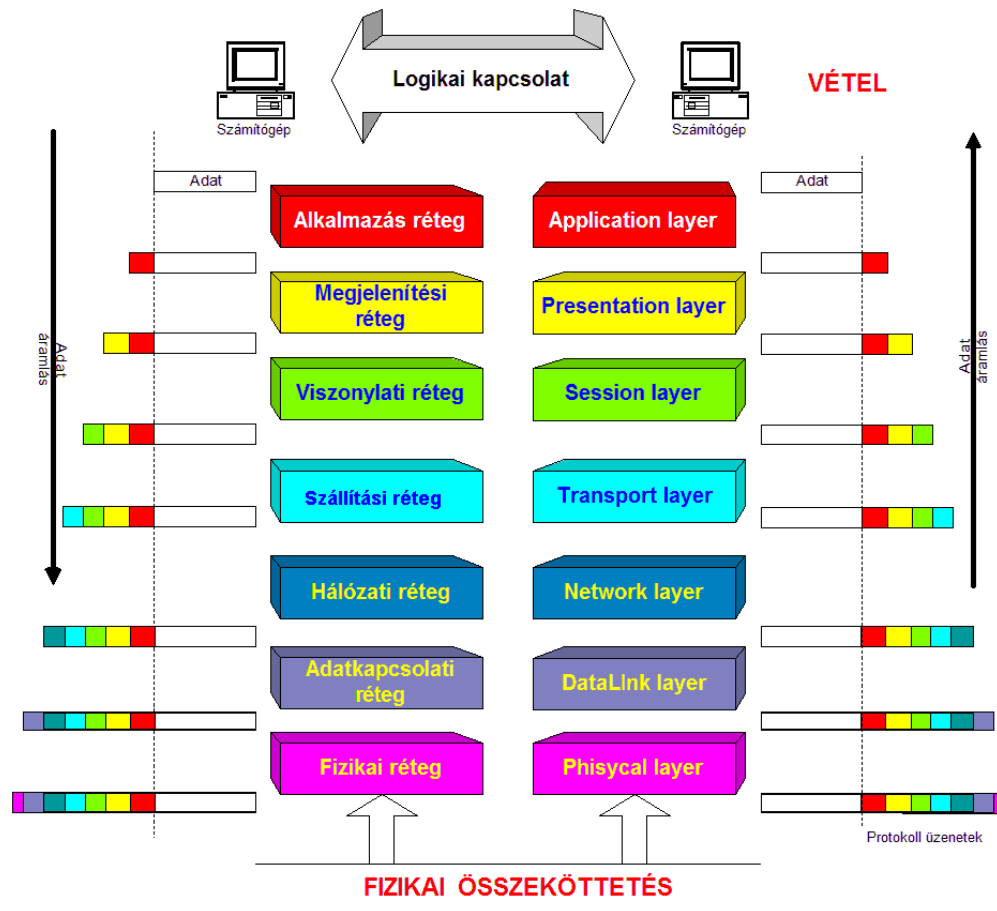 Logikai kapcsolat
VÉTEL
Számítógép
Számítógép
Adat
Adat
Alkalmazás réteg
Application layer
Megjelenítési
réteg
Presentation layer
Adat
áramlás
Adat
áramlás
Viszonylati réteg
Session layer
Szállítási réteg
Transport layer
Hálózati réteg
Network layer
Adatkapcsolati
réteg
DataLInk layer
Fizikai réteg
Phisycal layer
Protokoll üzenetek
FIZIKAI ÖSSZEKÖTTETÉS